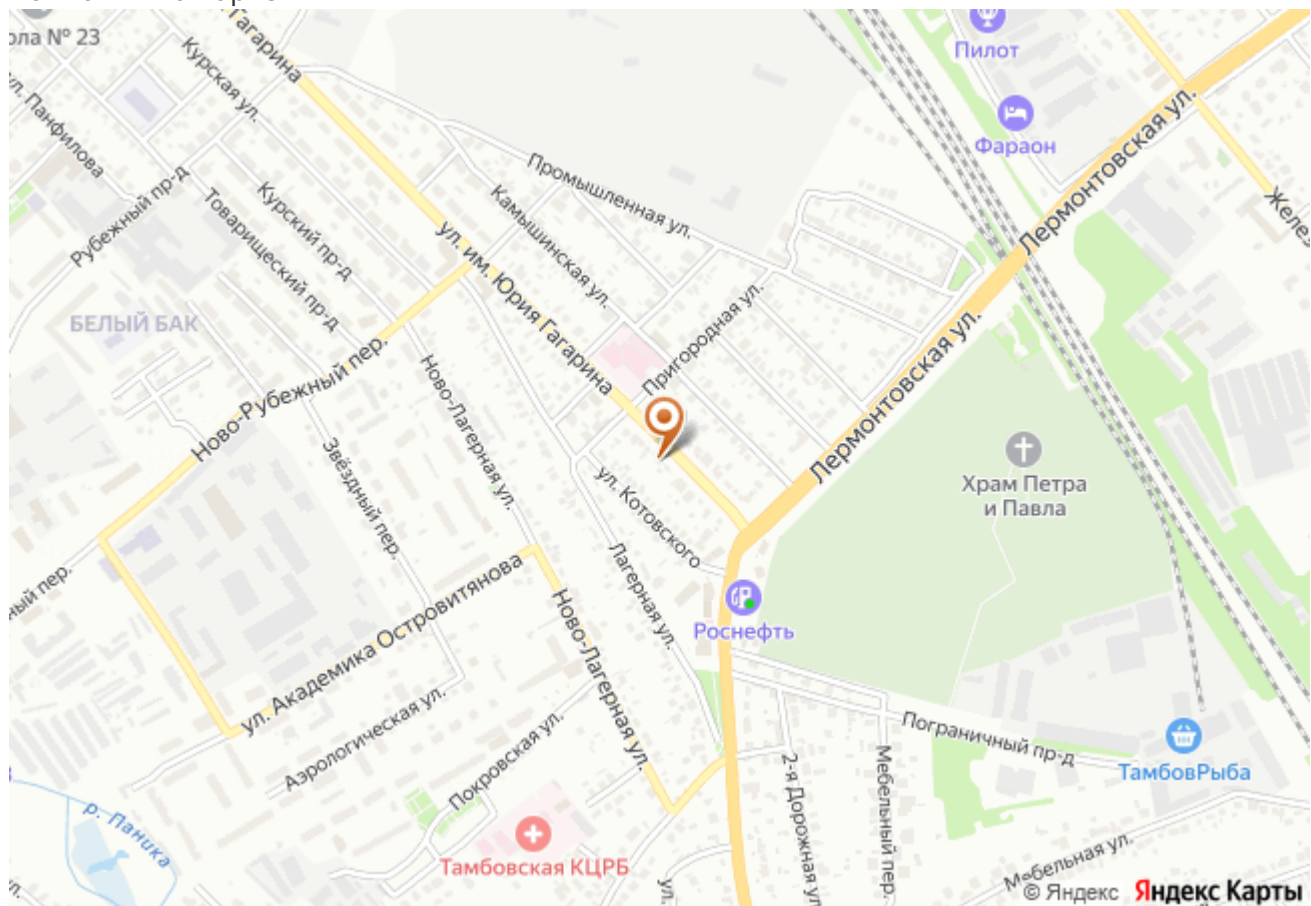 Гагарина
ола № 23
Курская ул.
ул. Панфилова
Пилот
Фараон
Лермонтовская ул.
Промышленная ул.
Рубежный пр-д
Курский пр-д
Товарищеский пр-д
Камышинская ул.
ул. им. Юрия Гагарина
БЕЛЫЙ БАК
Пригородная ул.
Ново-Рубежный пер.
Ново-Лагерная ул.
Лермонтовская ул.
Звёздный пер.
ул. Котовского
Храм Петра
и Павла
Лагерная ул.
ул. Академика Островитянова
Ново-Лагерная ул.
Роснефть
Аэрологическая ул.
Покровская ул.
Пограничный пр-д
2-я Дорожная ул
Мебельный пер.
ТамбовРыба
р. Паника
Тамбовская КЦРБ
Мебельная ул.
ул.
© Яндекс Яндекс Карты